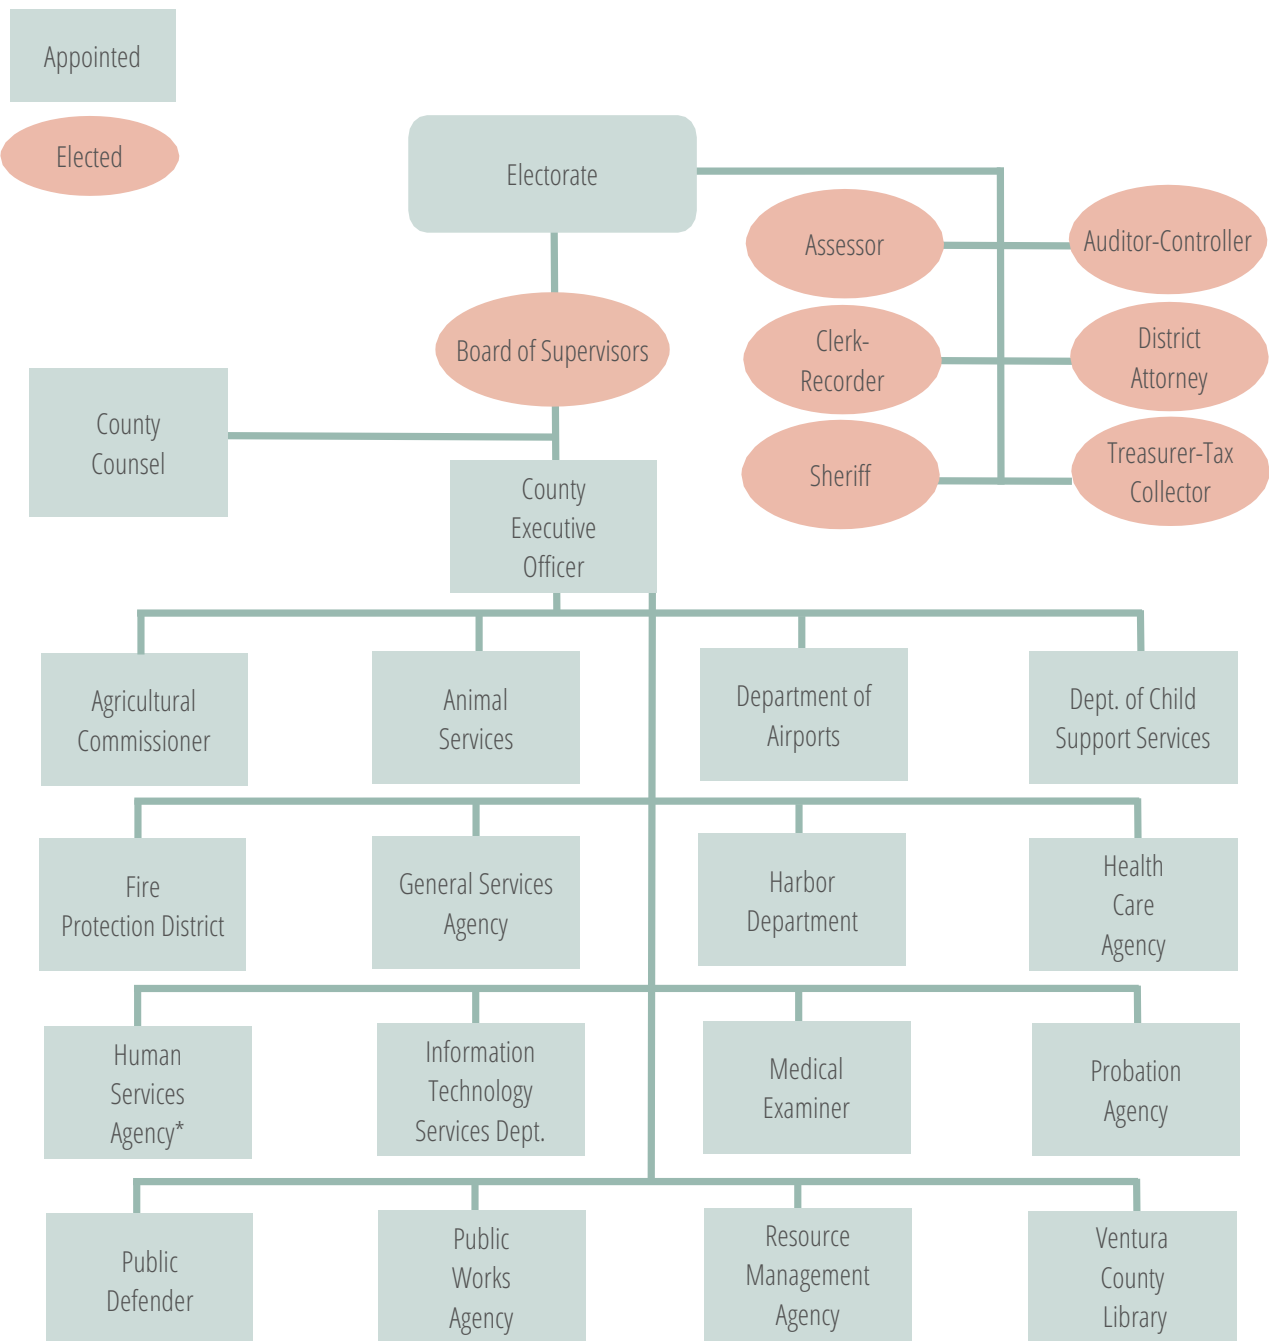 Appointed
Elected
Electorate
Assessor
Auditor-Controller
Board of Supervisors
Clerk-
Recorder
District
Attorney
County
Counsel
Sheriff
Treasurer-Tax
Collector
County
Executive
Officer
Agricultural
Commissioner
Animal
Services
Department of
Airports
Dept. of Child
Support Services
Fire
Protection District
General Services
Agency
Harbor
Department
Health
Care
Agency
Human
Services
Agency*
Information
Technology
Services Dept.
Medical
Examiner
Probation
Agency
Public
Defender
Public
Works
Agency
Resource
Management
Agency
Ventura
County
Library